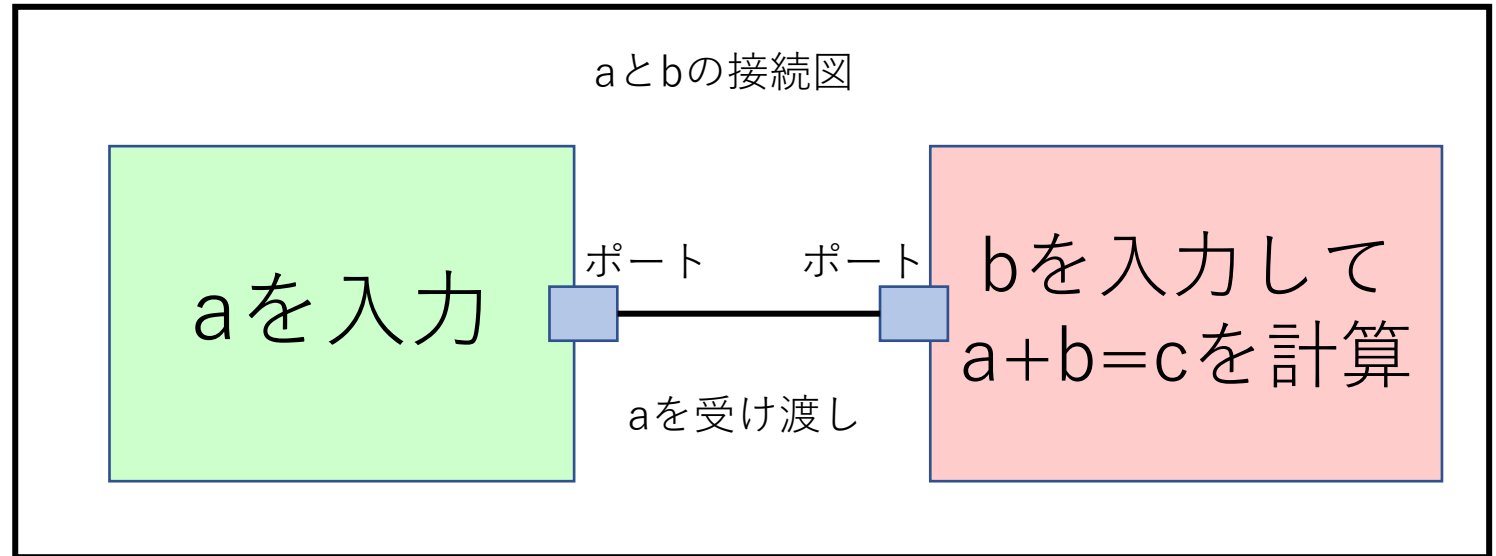 aとbの接続図
ポート
ポート
aを入力
bを入力して
a+b=cを計算
aを受け渡し